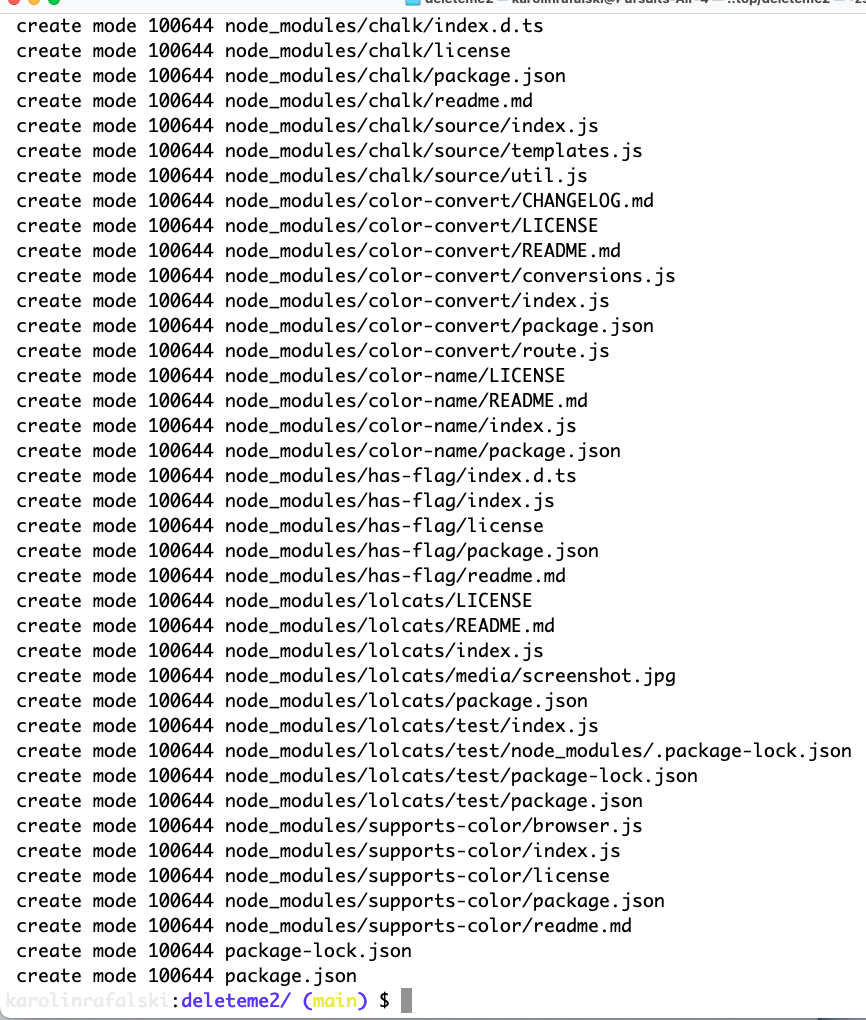 create mode 100644 node_modules/chalk/index.d.ts
create mode 100644 node_modules/chalk/license
create mode 100644 node_modules/chalk/package.json
create mode 100644 node_modules/chalk/readme.md
create mode 100644 node_modules/chalk/source/index.js
create mode 100644 node_modules/chalk/source/templates.js
create mode 100644 node_modules/chalk/source/util.js
create mode 100644 node_modules/color-convert/CHANGELOG.md
create mode 100644 node_modules/color-convert/LICENSE
create mode 100644 node_modules/color-convert/README.md
create mode 100644 node_modules/color-convert/conversions.js
create mode 100644 node_modules/color-convert/index.js
create mode 100644 node_modules/color-convert/package.json
create mode 100644 node_modules/color-convert/route.js
create mode 100644 node_modules/color-name/LICENSE
create mode 100644 node_modules/color-name/README.md
create mode 100644 node_modules/color-name/index.js
create mode 100644 node_modules/color-name/package.json
create mode 100644 node_modules/has-flag/index.d.ts
create mode 100644 node_modules/has-flag/index.js
create mode 100644 node_modules/has-flag/license
create mode 100644 node_modules/has-flag/package.json
create mode 100644 node_modules/has-flag/readme.md
create mode 100644 node_modules/lolcats/LICENSE
create mode 100644 node_modules/lolcats/README.md
create mode 100644 node_modules/lolcats/index.js
create mode 100644 node_modules/lolcats/media/screenshot.jpg
create mode 100644 node_modules/lolcats/package.json
create mode 100644 node_modules/lolcats/test/index.js
create mode 100644 node_modules/lolcats/test/node_modules/.package-lock.json
create mode 100644 node_modules/lolcats/test/package-lock.json
create mode 100644 node_modules/lolcats/test/package.json
create mode 100644 node_modules/supports-color/browser.js
create mode 100644 node_modules/supports-color/index.js
create mode 100644 node_modules/supports-color/license
create mode 100644 node_modules/supports-color/package.json
create mode 100644 node_modules/supports-color/readme.md
create mode 100644 package-lock.json
create mode 100644 package.json
karolinrafalski:deleteme2/ (main) $